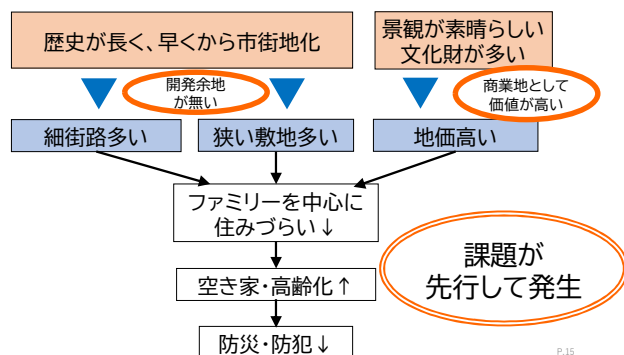 歴史が長く、早くから市街地化
景観が素晴らしい
文化財が多い
開発余地
が無い
商業地として
価値が高い
細街路多い
狭い敷地多い
地価高い
ファミリーを中心に
住みづらい↓
課題が
先行して発生
空き家・高齢化↑
防災・防犯↓
P.15